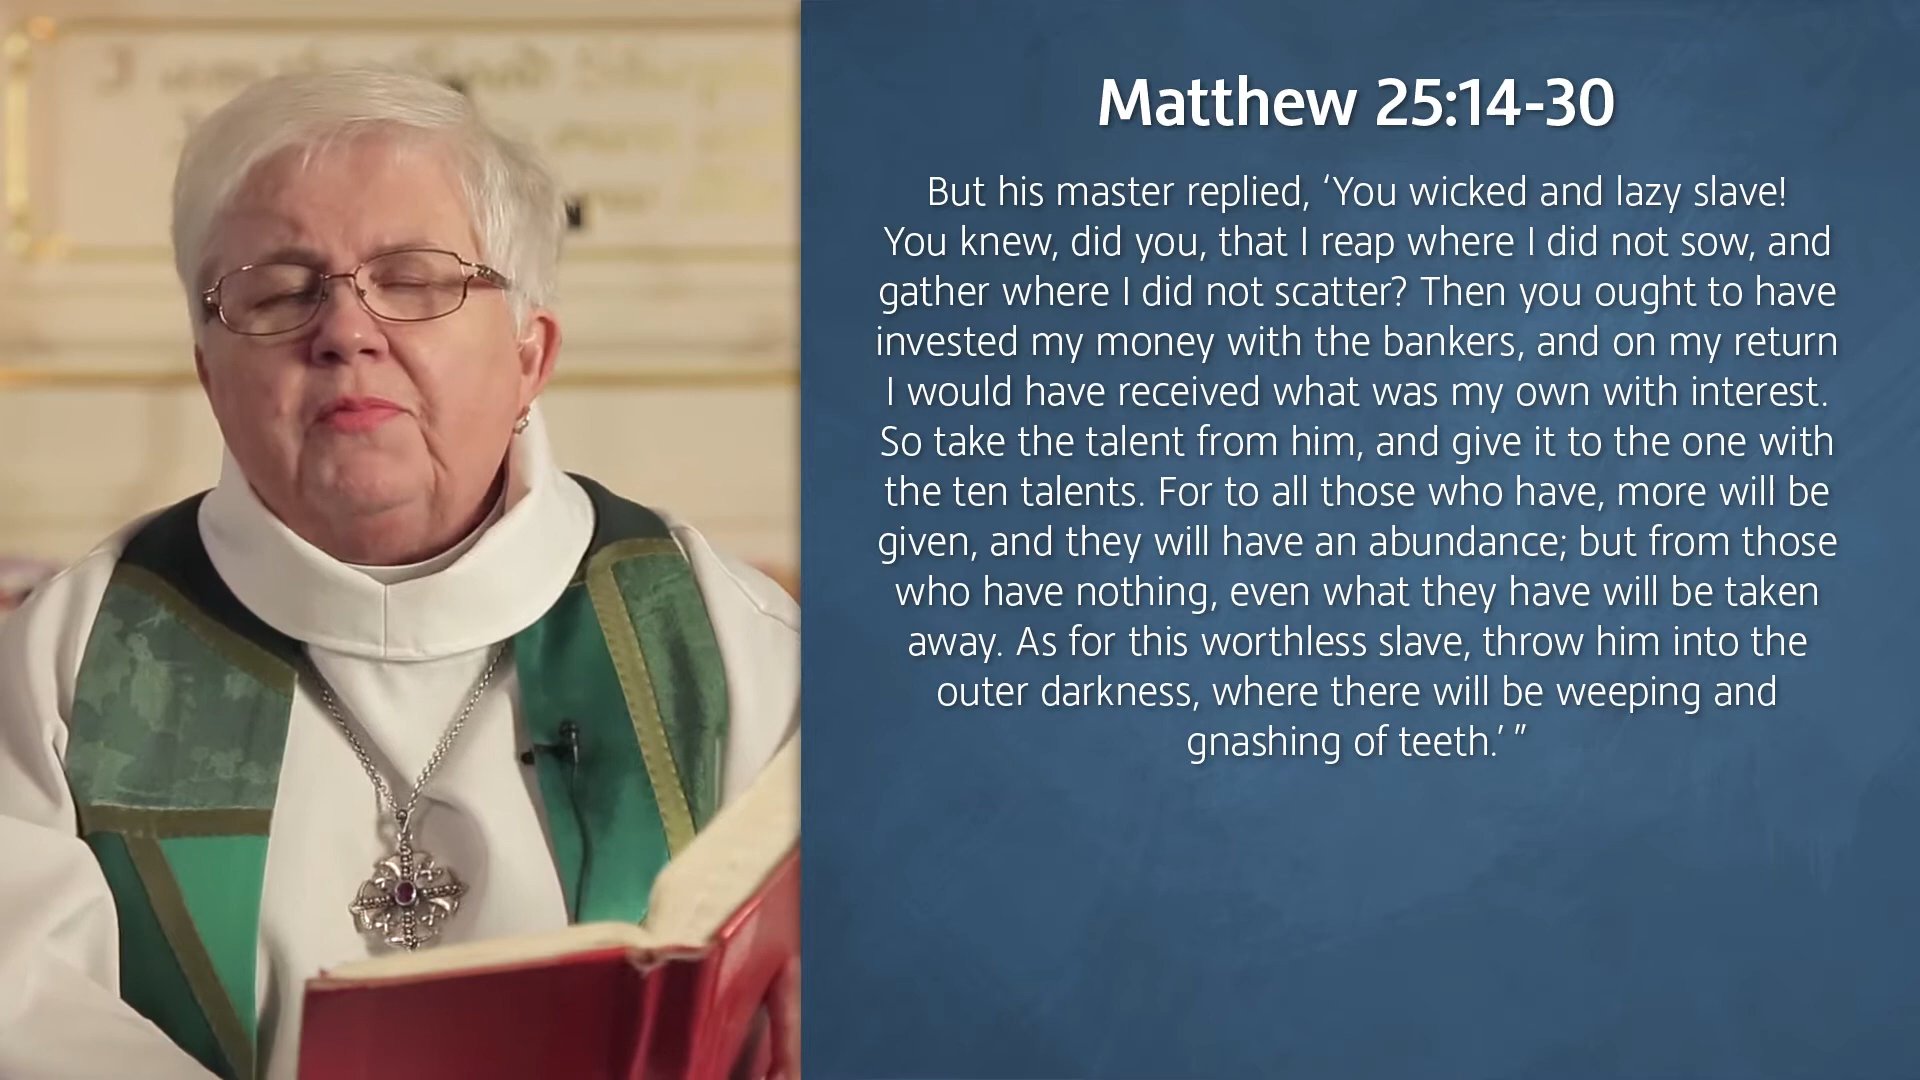 Matthew 25:14-30
But his master replied, ‘You wicked and lazy slave!
You knew, did you, that I reap where I did not sow, and
gather where I did not scatter? Then you ought to have
invested my money with the bankers, and on my return
I would have received what was my own with interest.
So take the talent from him, and give it to the one with
the ten talents. For to all those who have, more will be
given, and they will have an abundance; but from those
who have nothing, even what they have will be taken
away. As for this worthless slave, throw him into the
outer darkness, where there will be weeping and
gnashing of teeth.’ ”